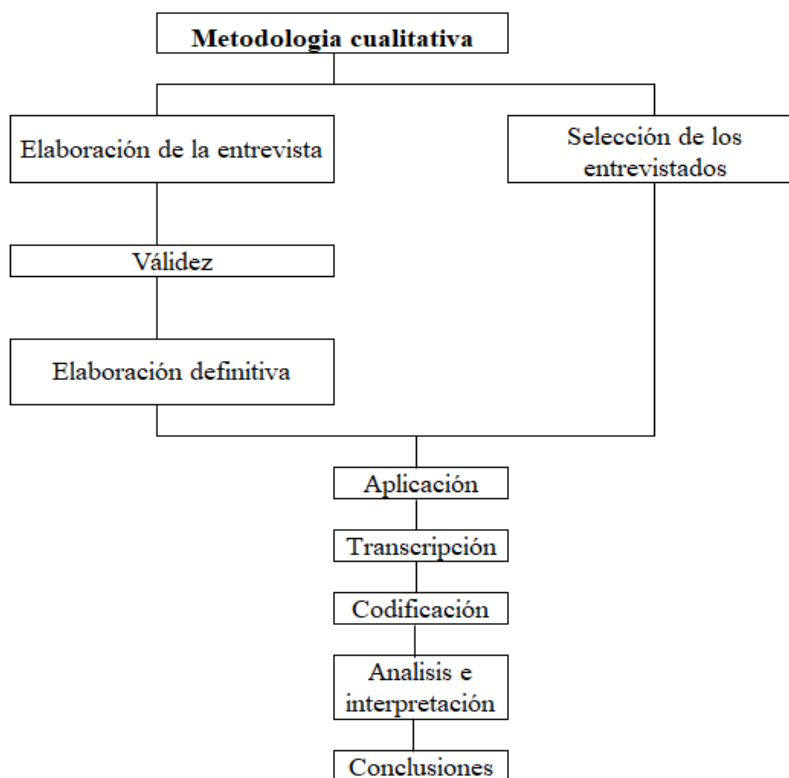 Metodologia cualitativa
Elaboración de la entrevista
Selección de los
entrevistados
Válidez
Elaboración definitiva
Aplicación
Transcripción
Codificación
Analisis e
interpretación
Conclusiones